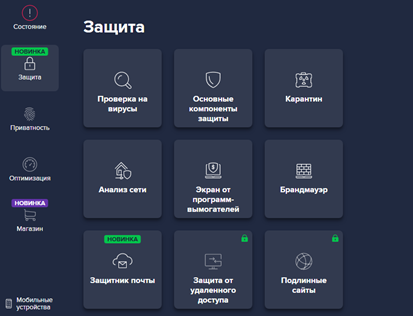 Состояние
НОВИНКА
Защита
Приватность
Оптимизация
НОВИНКА
Магазин
Мобильные
устройства
Защита
Проверка на
вирусы
Основные
компоненты
защиты
Карантин
Анализ сети
Экран от
программ-
вымогателей
Брандмауэр
НОВИНКА
Защитник почты
Защита от
удаленного
доступа
Подлинные
сайты